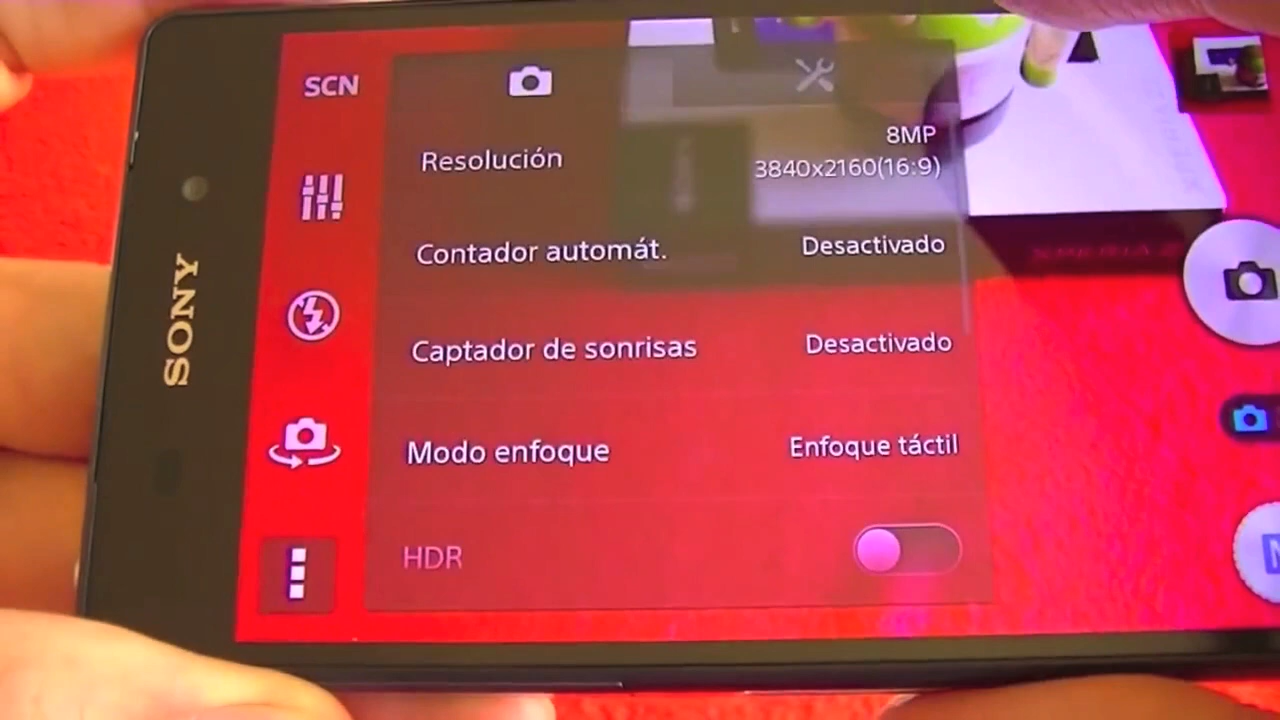 SONY
SCN
Resolución
8MP
3840x2160(16:9)
Contador automát.
Desactivado
Captador de sonrisas
Desactivado
Modo enfoque
Enfoque táctil
HDR